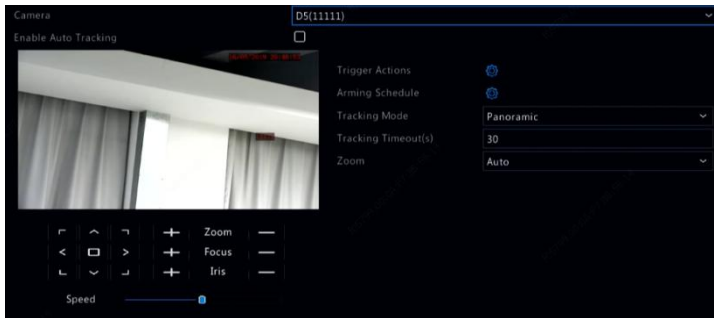 Camera D5(11111)
Enable Auto Tracking
Trigger Actions
Arming Schedule
Tracking Mode Panoramic
Tracking Timeout(s) 30
Zoom Auto
Zoom
Focus
Iris
Speed